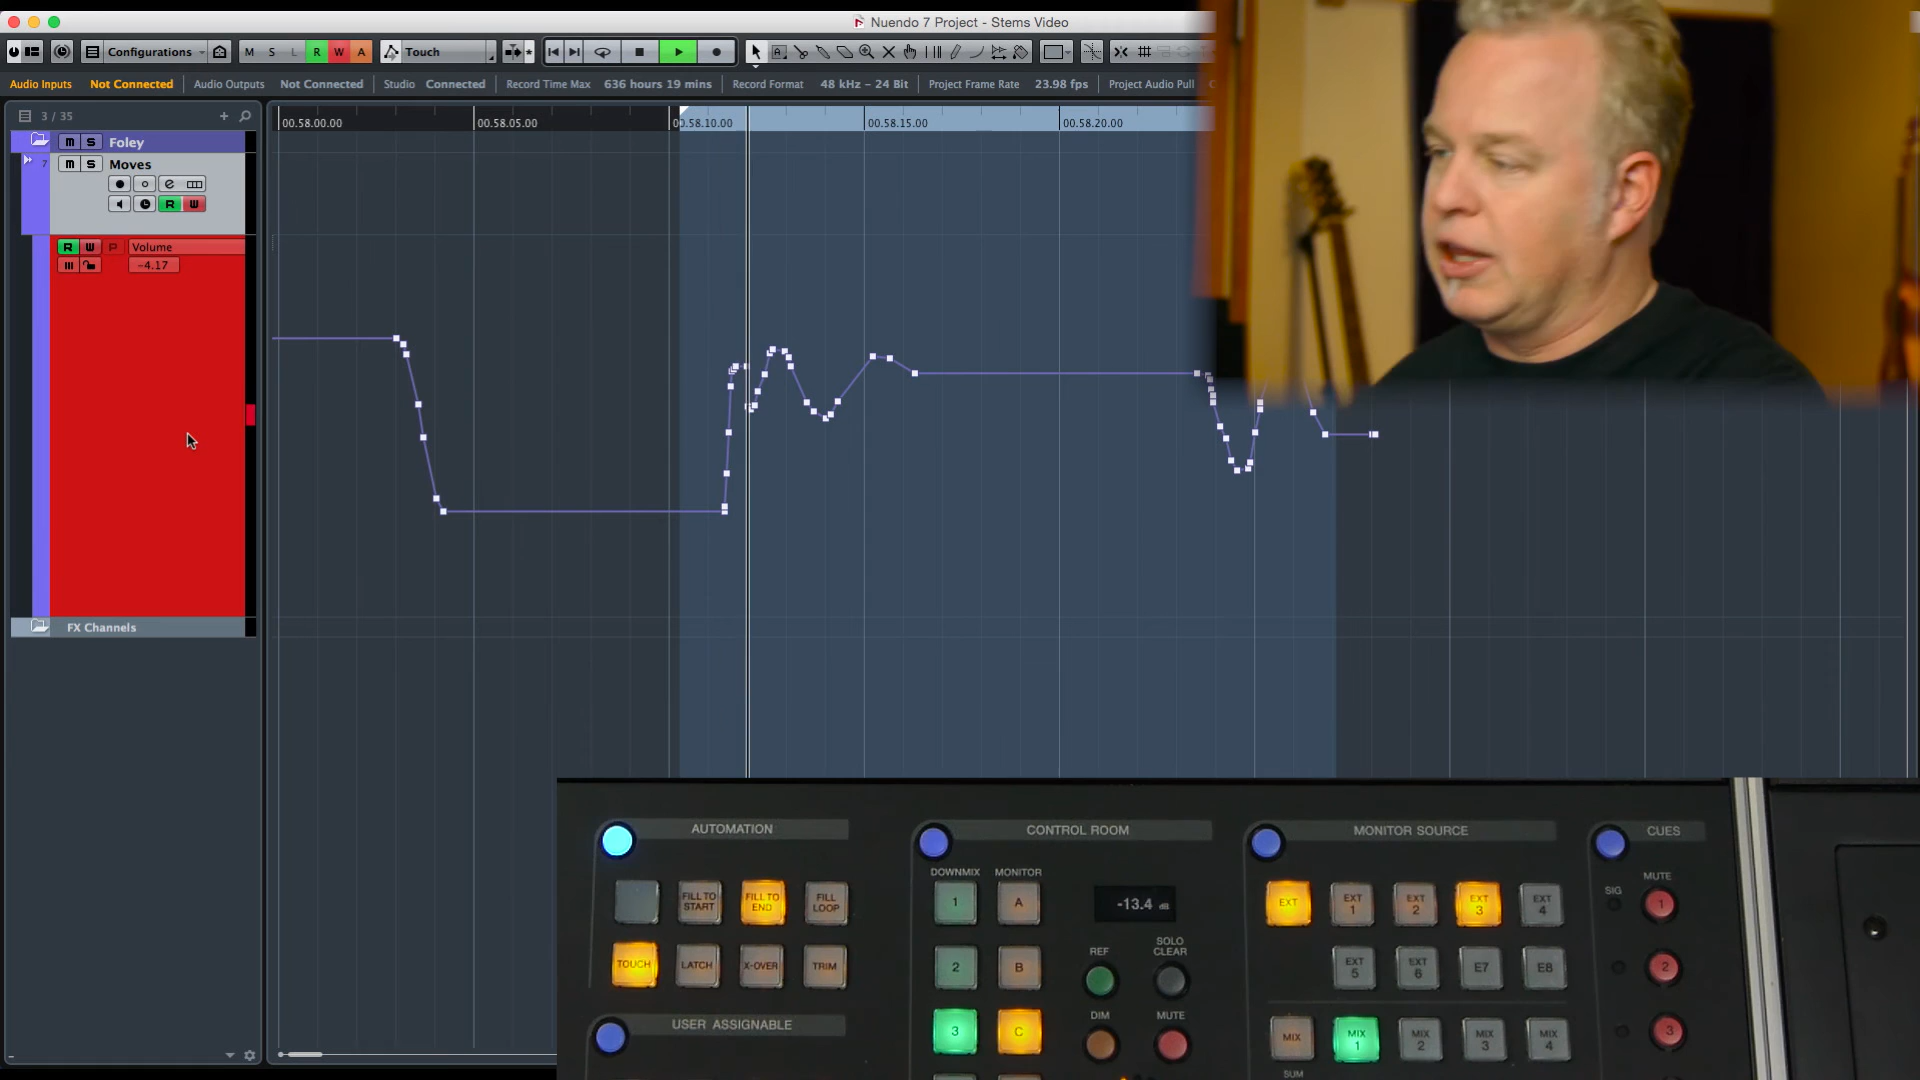 Nuendo 7 Project - Stems Video
Configurations M S L R W A Touch
Audio Inputs Not Connected Audio Outputs Not Connected Studio Connected Record Time Max 636 hours 19 mins Record Format 48 kHz - 24 Bit Project Frame Rate 23.98 fps Project Audio Pull
3 / 35
00.58.00.00 00.58.05.00 0.58.10.00 00.58.15.00 00.58.20.00
m S Foley
7 m S Moves
e
R W
R W P Volume
-4.17
FX Channels
AUTOMATION CONTROL ROOM MONITOR SOURCE CUES
DOWNMIX MONITOR MUTE
SIG
FILL TO START FILL TO END FILL LOOP 1 A -13.4 dB EXT EXT 1 EXT 2 EXT 3 EXT 4 1
REF SOLO CLEAR
TOUCH LATCH X-OVER TRIM 2 B EXT 5 EXT 6 E7 E8 2
DIM MUTE
USER ASSIGNABLE 3 C MIX MIX 1 MIX 2 MIX 3 MIX 4 3
SUM